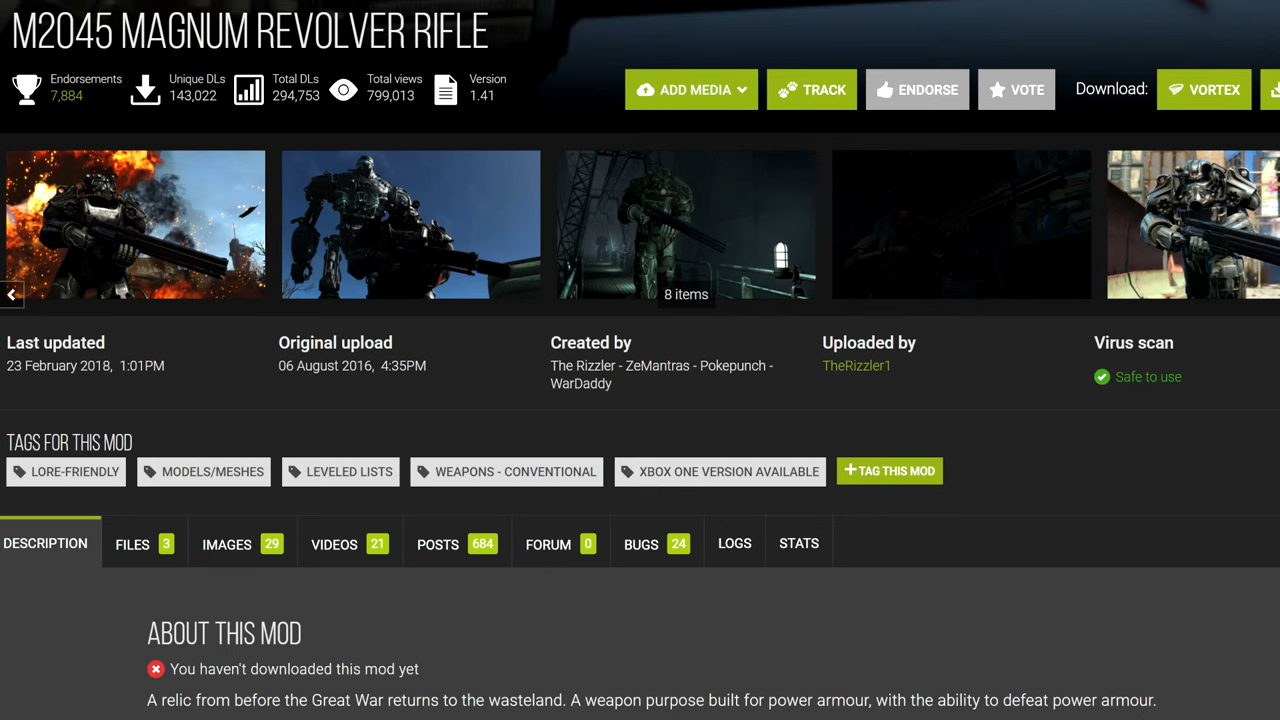 M2045 MAGNUM REVOLVER RIFLE
Endorsements Unique DLs Total DLs Total views Version
7,884 143,022 294,753 799,013 1.41
ADD MEDIA TRACK ENDORSE VOTE Download: VORTEX
8 items
Last updated Original upload Created by Uploaded by Virus scan
23 February 2018, 1:01PM 06 August 2016, 4:35PM The Rizzler - ZeMantras - Pokepunch - TheRizzler1 Safe to use
WarDaddy
TAGS FOR THIS MOD
LORE-FRIENDLY MODELS/MESHES LEVELED LISTS WEAPONS - CONVENTIONAL XBOX ONE VERSION AVAILABLE +TAG THIS MOD
DESCRIPTION FILES 3 IMAGES 29 VIDEOS 21 POSTS 684 FORUM 0 BUGS 24 LOGS STATS
ABOUT THIS MOD
You haven't downloaded this mod yet
A relic from before the Great War returns to the wasteland. A weapon purpose built for power armour, with the ability to defeat power armour.